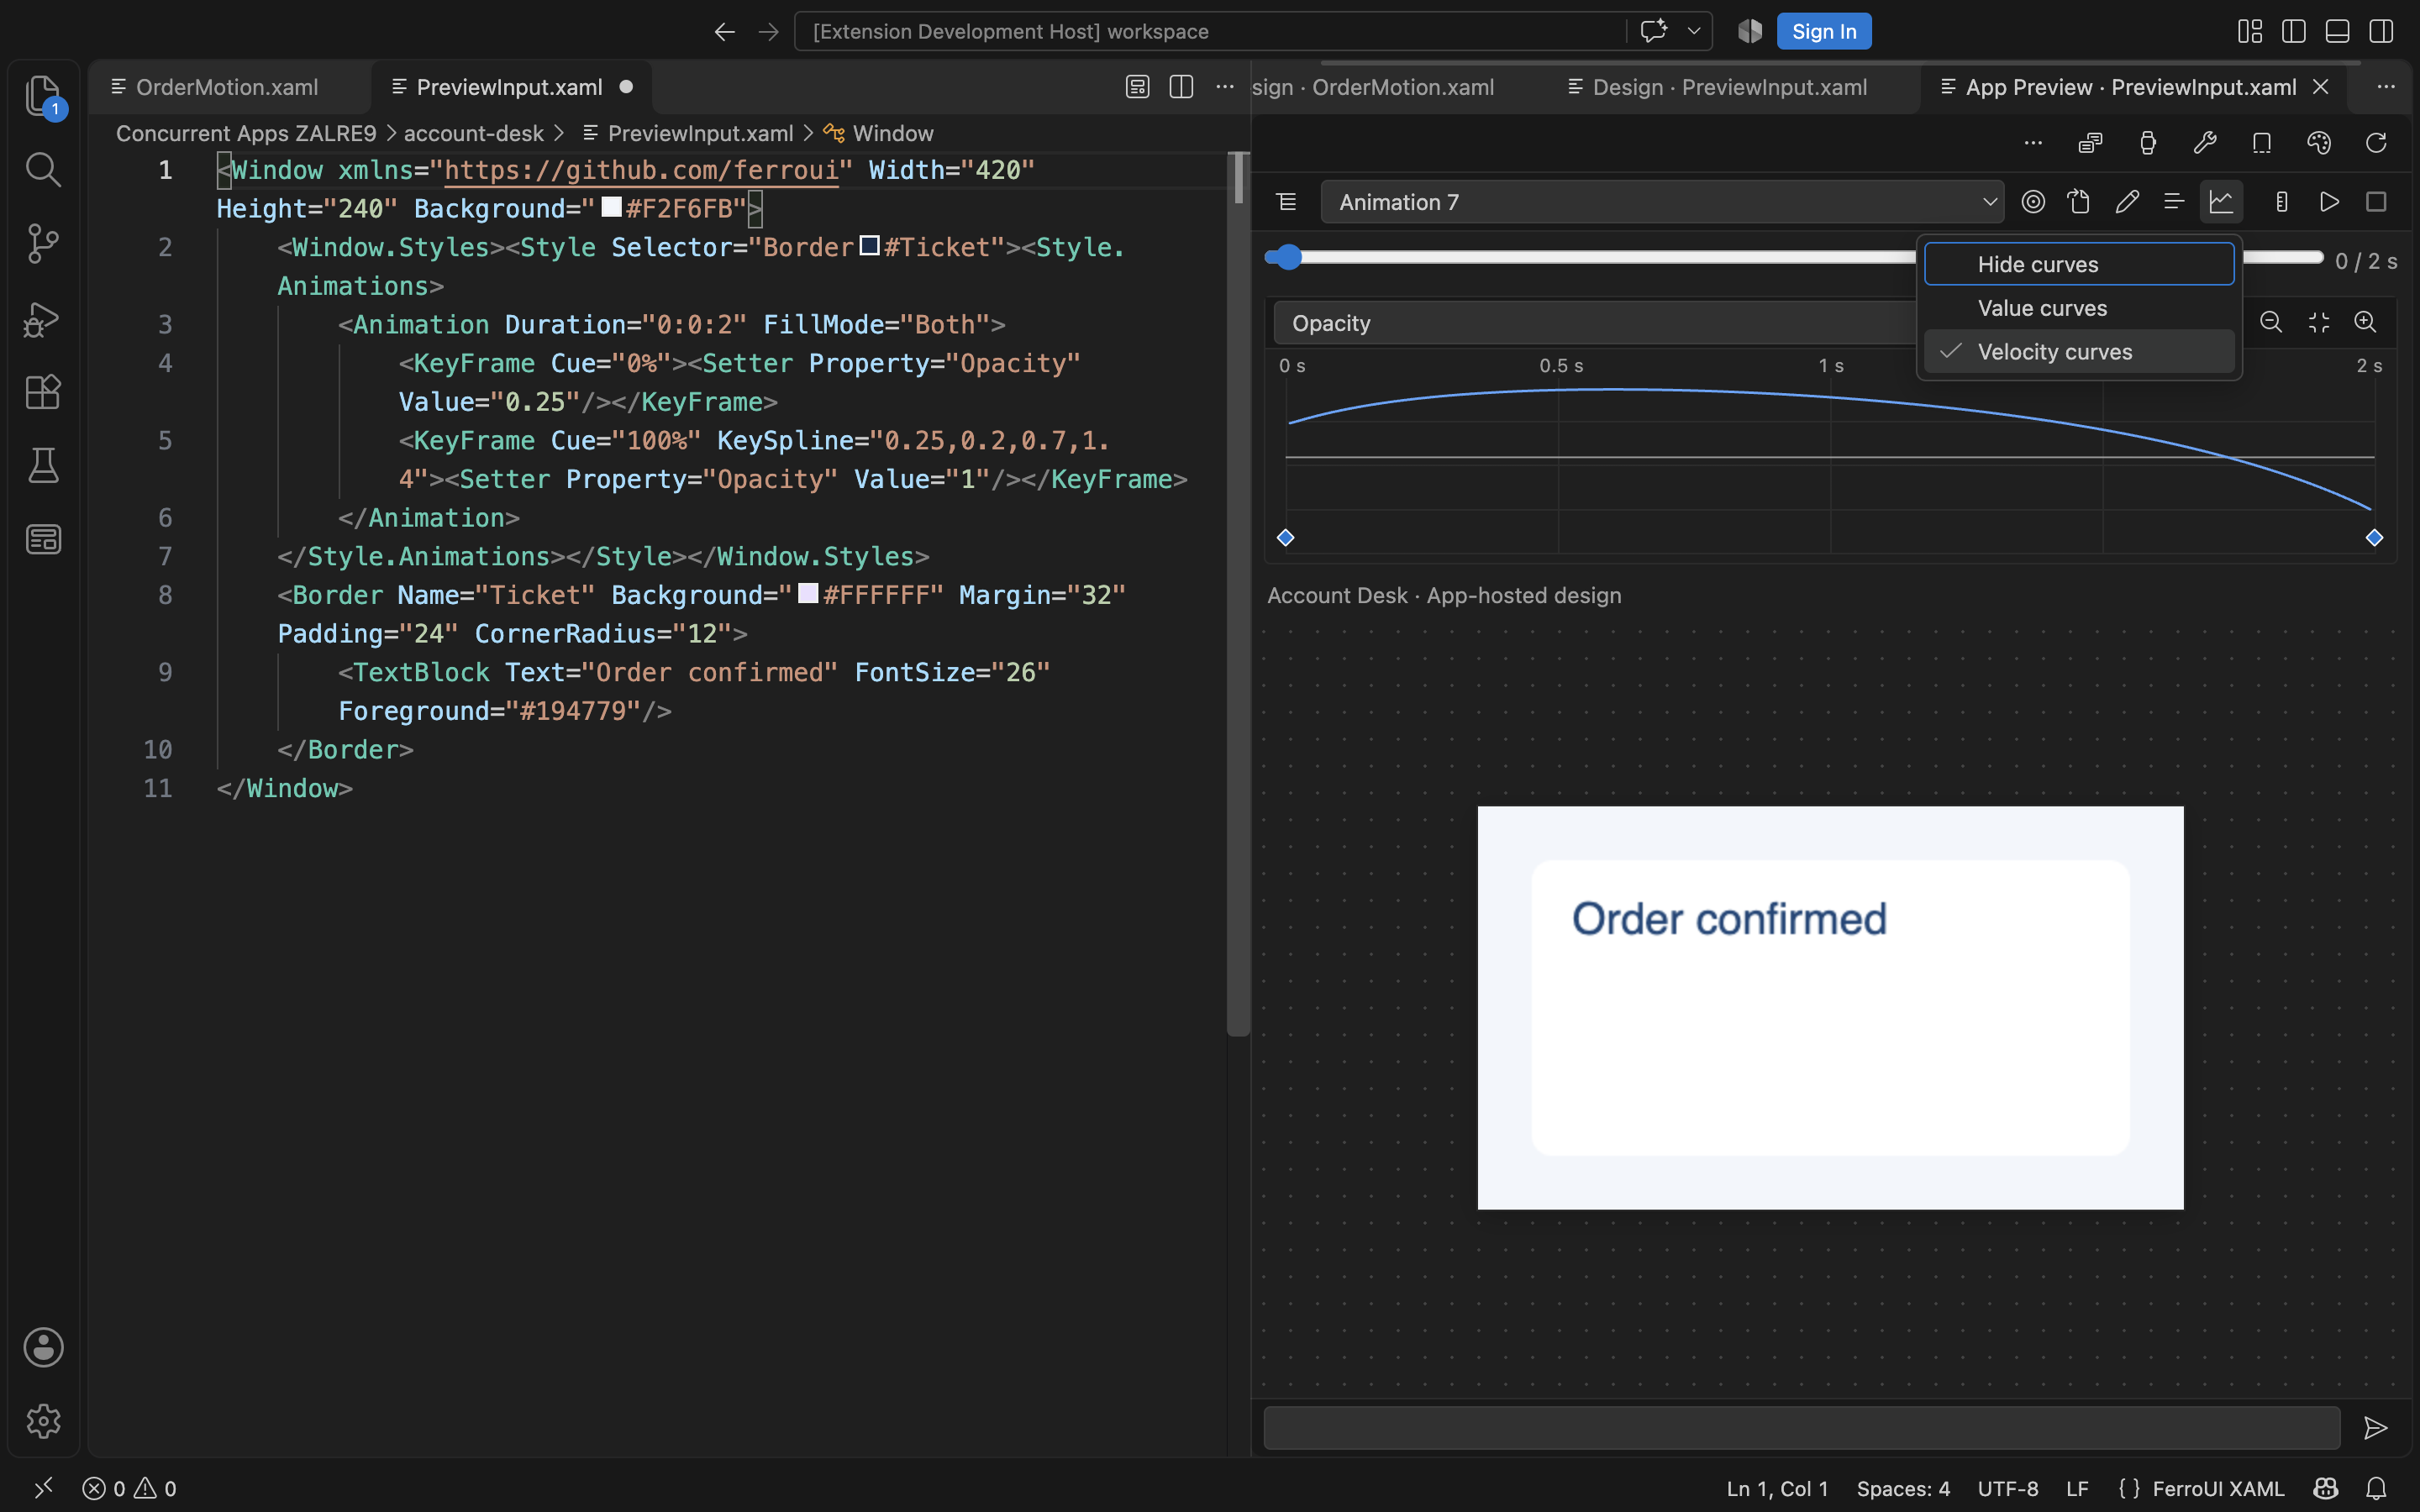 [Extension Development Host] workspace
Sign In
1
OrderMotion.xaml
PreviewInput.xaml
sign · OrderMotion.xaml
Design · PreviewInput.xaml
App Preview · PreviewInput.xaml
Concurrent Apps ZALRE9 > account-desk > PreviewInput.xaml > Window
1 <Window xmlns="https://github.com/ferroui" Width="420"
Height="240" Background="#F2F6FB">
2 <Window.Styles><Style Selector="Border#Ticket"><Style.
Animations>
3 <Animation Duration="0:0:2" FillMode="Both">
4 <KeyFrame Cue="0%"><Setter Property="Opacity"
Value="0.25"/></KeyFrame>
5 <KeyFrame Cue="100%" KeySpline="0.25,0.2,0.7,1.
4"><Setter Property="Opacity" Value="1"/></KeyFrame>
6 </Animation>
7 </Style.Animations></Style></Window.Styles>
8 <Border Name="Ticket" Background="#FFFFFF" Margin="32"
Padding="24" CornerRadius="12">
9 <TextBlock Text="Order confirmed" FontSize="26"
Foreground="#194779"/>
10 </Border>
11 </Window>
Animation 7
0 / 2 s
Hide curves
Value curves
Velocity curves
Opacity
0 s
0.5 s
1 s
2 s
Account Desk · App-hosted design
Order confirmed
0 0
Ln 1, Col 1
Spaces: 4
UTF-8
LF
{ } FerroUI XAML